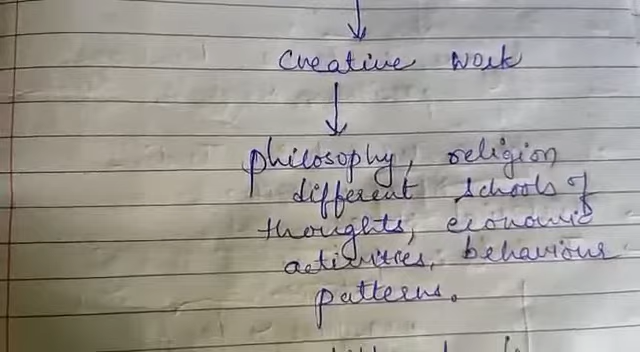 creative work
philosophy, religion
different schools of
thoughts, economic
activities, behaviour
patterns.